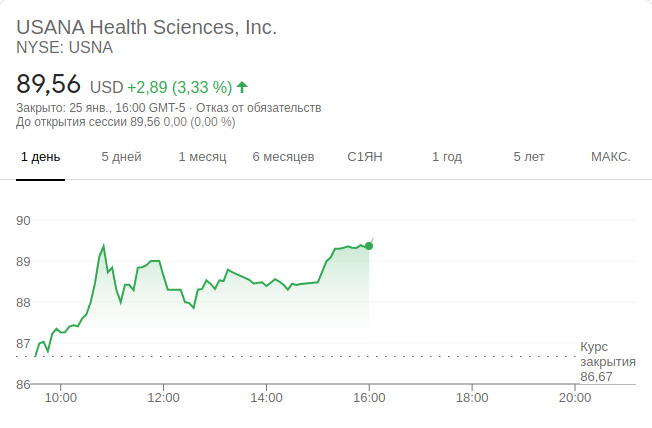 USANA Health Sciences, Inc.
NYSE: USNA
89,56 USD +2,89 (3,33 %)
Закрыто: 25 янв., 16:00 GMT-5 · Отказ от обязательств
До открытия сессии 89,56 0,00 (0,00 %)
1 день 5 дней 1 месяц 6 месяцев С1ЯН 1 год 5 лет МАКС.
90
89
88
87
86
Курс
закрытия
86,67
10:00 12:00 14:00 16:00 18:00 20:00